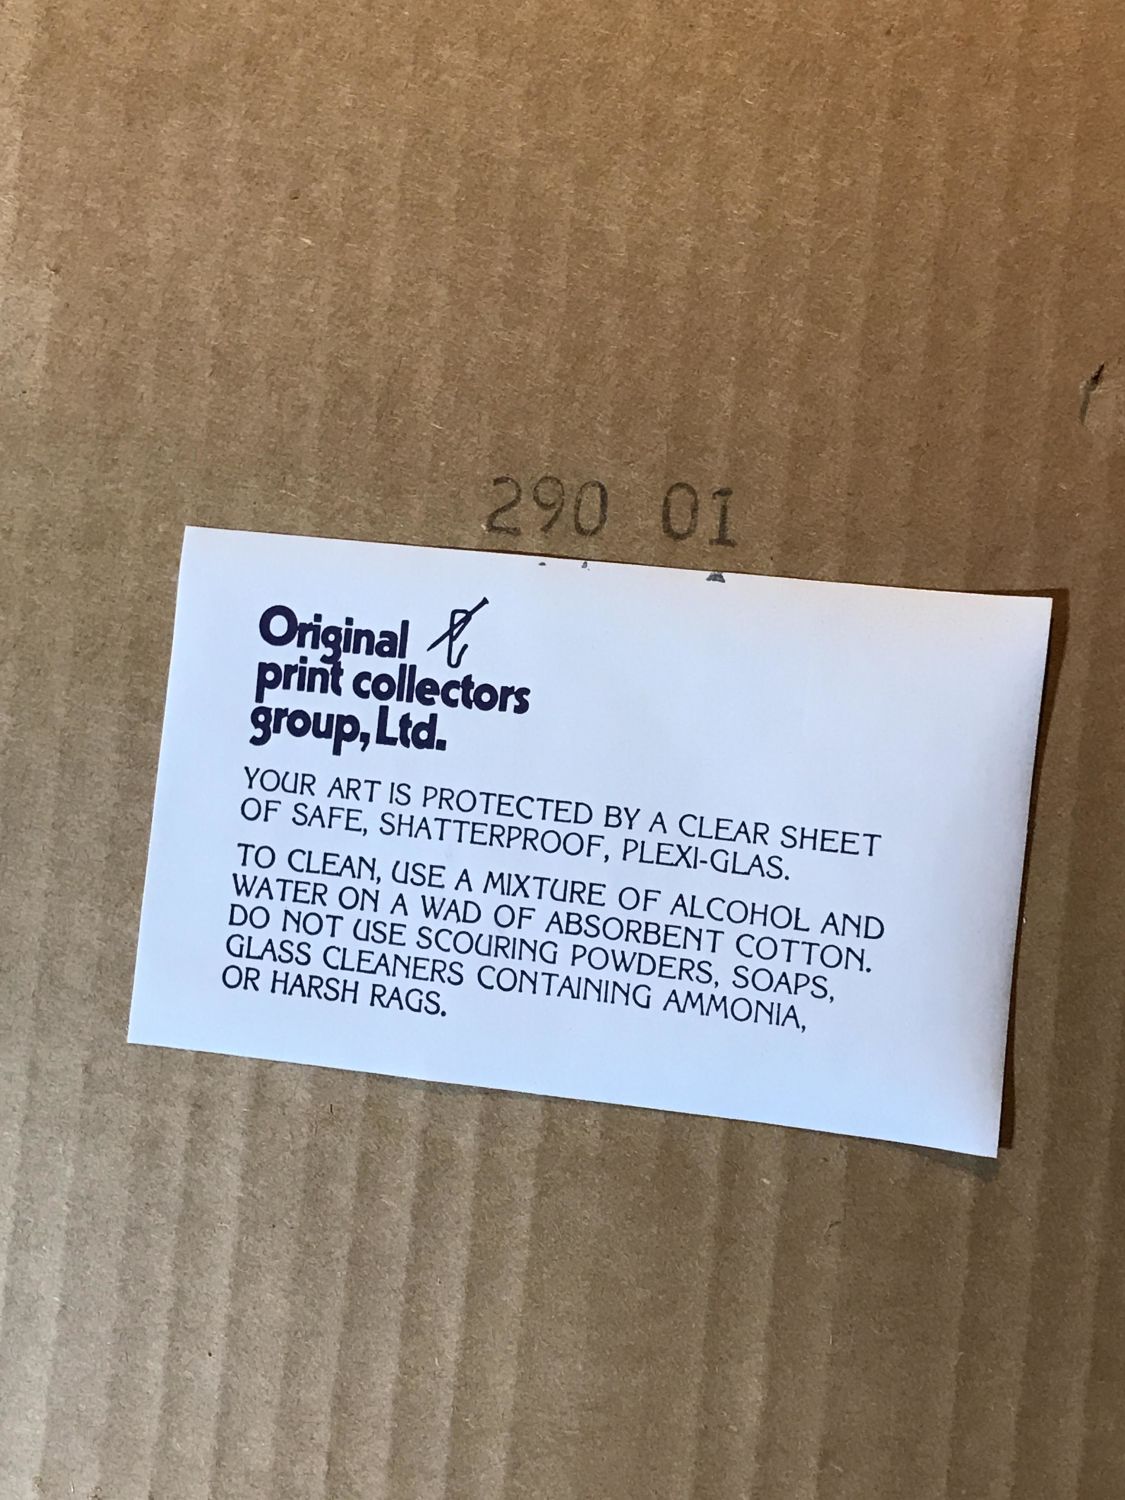 290 01
Original
print collectors
group, Ltd.
YOUR ART IS PROTECTED BY A CLEAR SHEET
OF SAFE, SHATTERPROOF, PLEXI-GLAS.
TO CLEAN, USE A MIXTURE OF ALCOHOL AND
WATER ON A WAD OF ABSORBENT COTTON.
DO NOT USE SCOURING POWDERS, SOAPS,
GLASS CLEANERS CONTAINING AMMONIA,
OR HARSH RAGS.